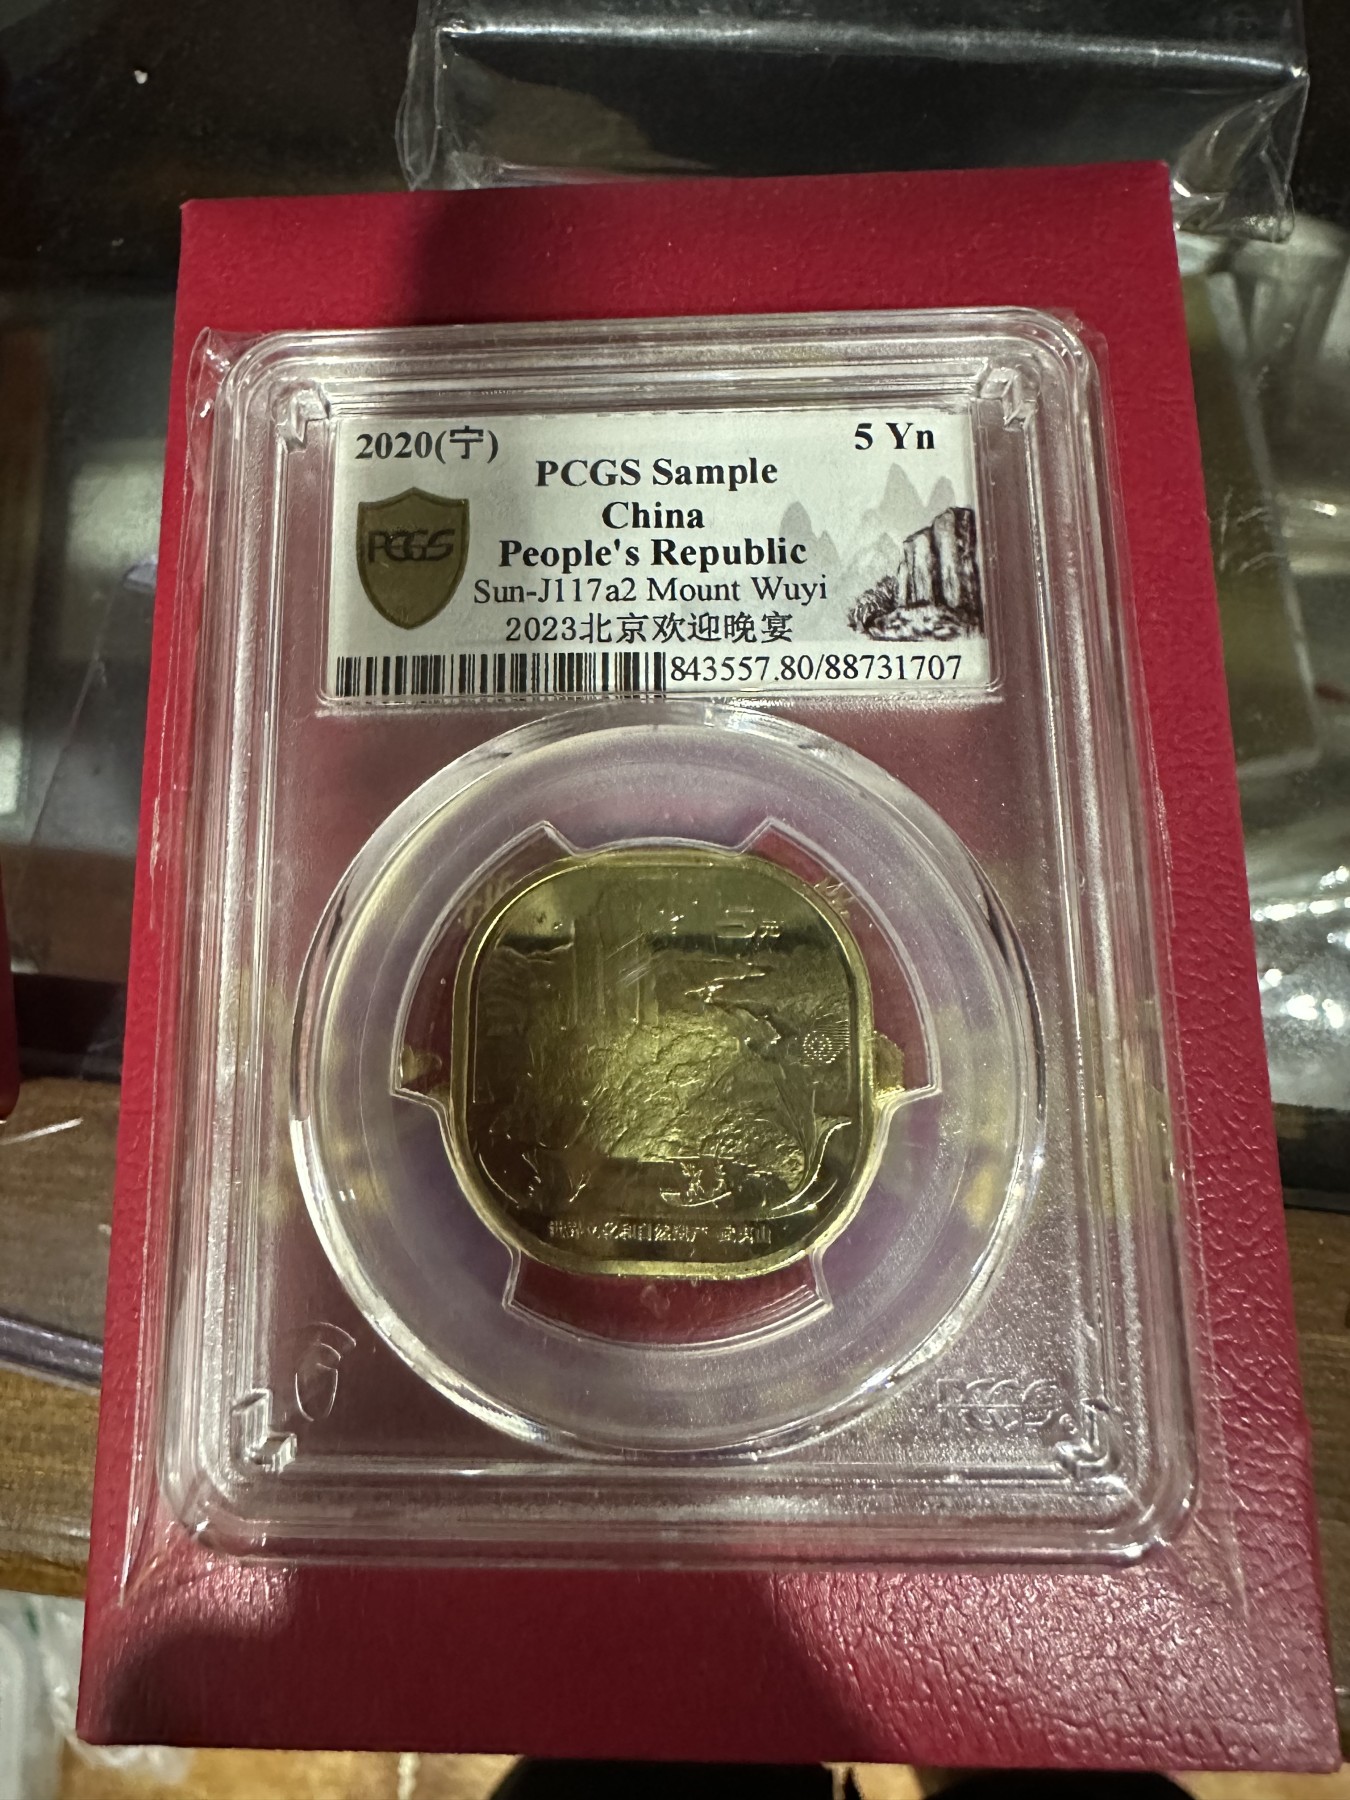 2020(宁)
5 Yn
PCGS Sample
China
PCGS
People's Republic
Sun-J117a2 Mount Wuyi
2023北京欢迎晚宴
843557.80/88731707
5元
世界文化和自然遗产 武夷山
PCGS